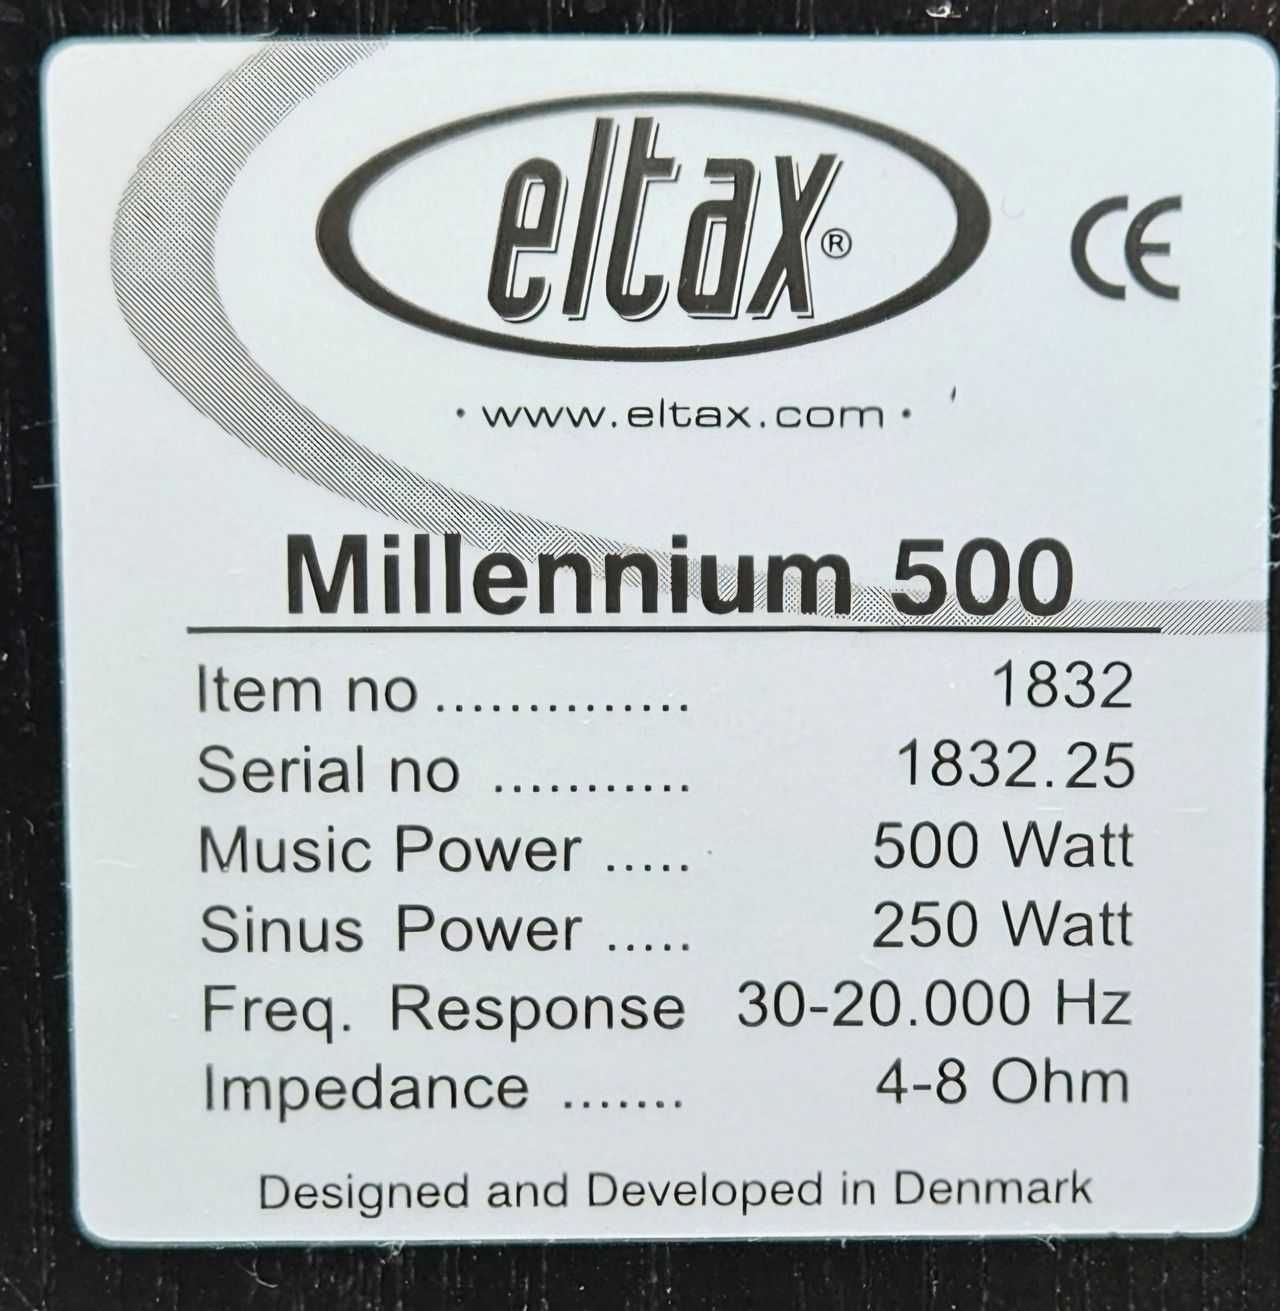 eltax®
CE
· www.eltax.com ·
Millennium 500
Item no .............. 1832
Serial no ........... 1832.25
Music Power ..... 500 Watt
Sinus Power ..... 250 Watt
Freq. Response 30-20.000 Hz
Impedance ....... 4-8 Ohm
Designed and Developed in Denmark